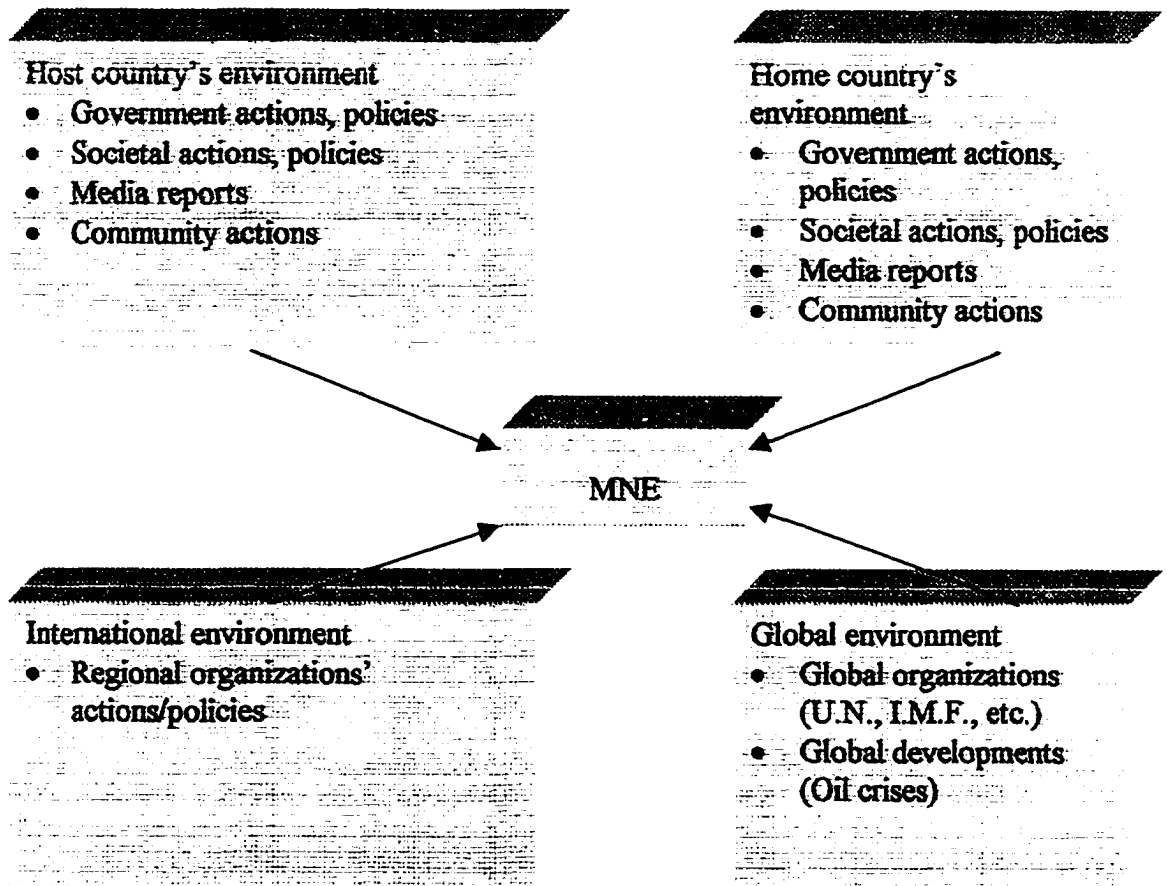 Host country's environment
• Government actions, policies
• Societal actions, policies
• Media reports
• Community actions
Home country's
environment
• Government actions,
policies
• Societal actions, policies
• Media reports
• Community actions
MNE
International environment
• Regional organizations'
actions/policies
Global environment
• Global organizations
(U.N., I.M.F., etc.)
• Global developments
(Oil crises)